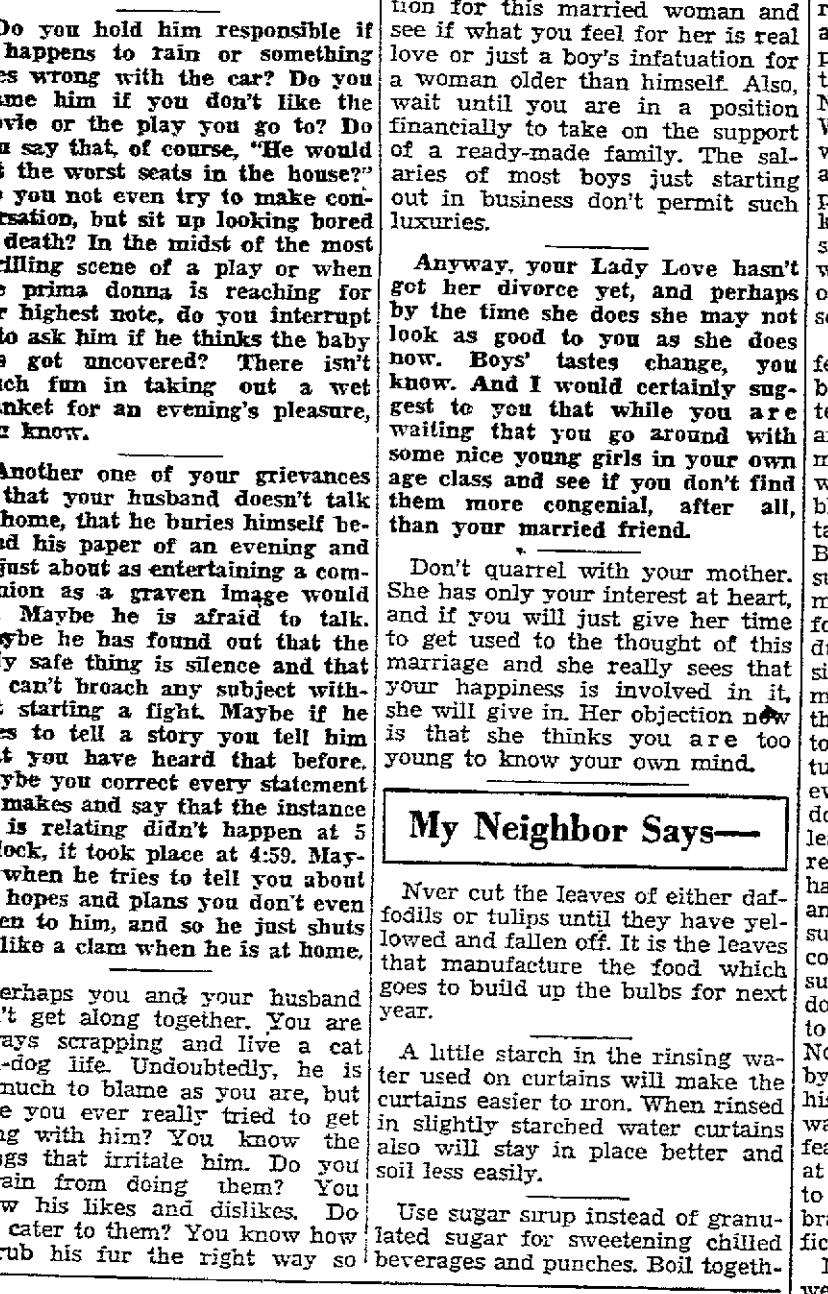 Do you hold him responsible if
happens to rain or something
wrong with the car? Do you
him if you don't like the
or the play you go to? Do
say that, of course, "He would
the worst seats in the house?"
you not even try to make con-
but sit up looking bored
death? In the midst of the most
scene of a play or when
prima donna is reaching for
highest note, do you interrupt
to ask him if he thinks the baby
got uncovered? There isn't
fun in taking out a wet
for an evening's pleasure,
know.
Another one of your grievances
that your husband doesn't talk
home, that he buries himself be-
his paper of an evening and
just about as entertaining a com-
as a graven image would
Maybe he is afraid to talk.
he has found out that the
safe thing is silence and that
can't broach any subject with-
starting a fight. Maybe if he
to tell a story you tell him
you have heard that before.
you correct every statement
makes and say that the instance
is relating didn't happen at 5
it took place at 4:59. May-
when he tries to tell you about
hopes and plans you don't even
to him, and so he just shuts
like a clam when he is at home.
you and your husband
get along together. You are
scrapping and live a cat
-dog life. Undoubtedly, he is
much to blame as you are, but
you ever really tried to get
with him? You know the
that irritate him. Do you
from doing them? You
his likes and dislikes. Do
cater to them? You know how
his fur the right way so
tion for this married woman and
see if what you feel for her is real
love or just a boy's infatuation for
a woman older than himself. Also,
wait until you are in a position
financially to take on the support
of a ready-made family. The sal-
aries of most boys just starting
out in business don't permit such
luxuries.
Anyway, your Lady Love hasn't
got her divorce yet, and perhaps
by the time she does she may not
look as good to you as she does
now. Boys' tastes change, you
know. And I would certainly sug-
gest to you that while you are
waiting that you go around with
some nice young girls in your own
age class and see if you don't find
them more congenial, after all,
than your married friend.
Don't quarrel with your mother.
She has only your interest at heart,
and if you will just give her time
to get used to the thought of this
marriage and she really sees that
your happiness is involved in it,
she will give in. Her objection now
is that she thinks you are too
young to know your own mind.
My Neighbor Says—
Nver cut the leaves of either daf-
fodils or tulips until they have yel-
lowed and fallen off. It is the leaves
that manufacture the food which
goes to build up the bulbs for next
year.
A little starch in the rinsing wa-
ter used on curtains will make the
curtains easier to iron. When rinsed
in slightly starched water curtains
also will stay in place better and
soil less easily.
Use sugar sirup instead of granu-
lated sugar for sweetening chilled
beverages and punches. Boil togeth-